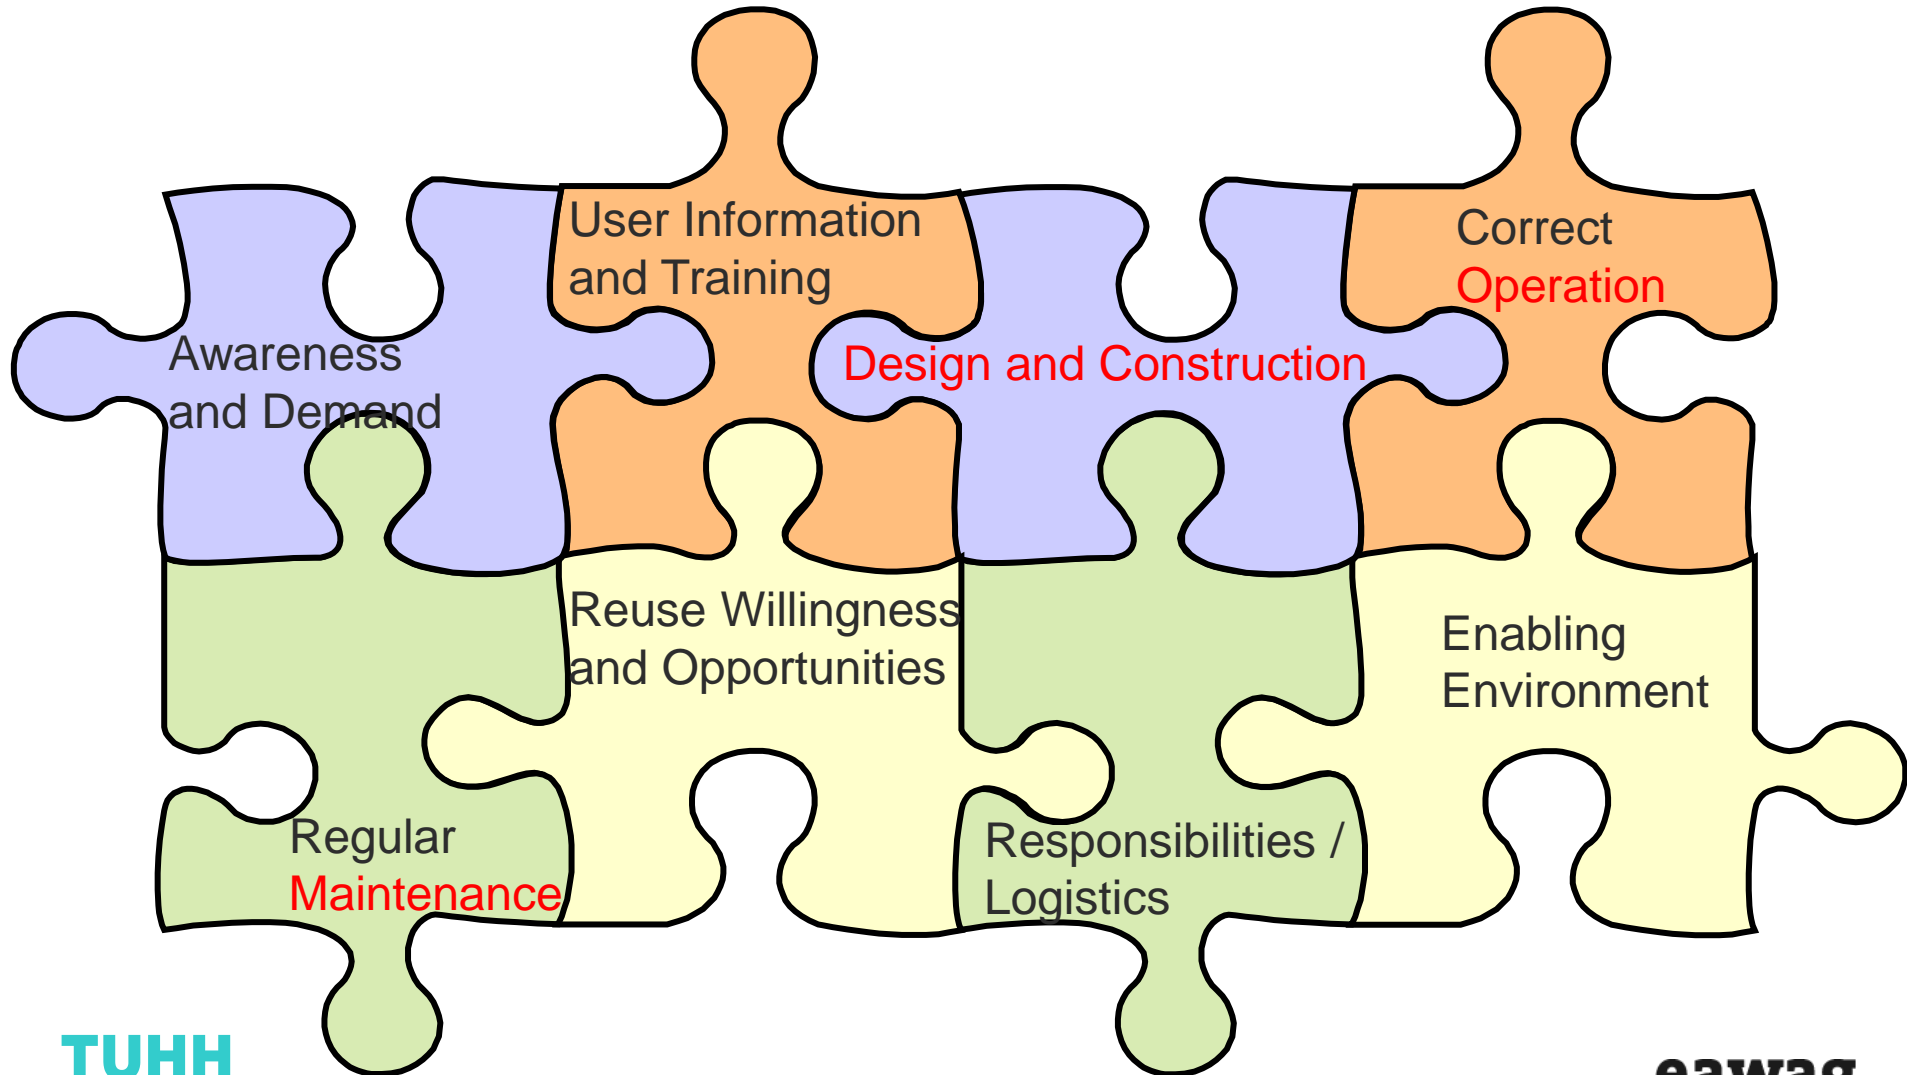 User Information
and Training
Correct
Operation
Awareness
and Demand
Design and Construction
Reuse Willingness
and Opportunities
Enabling
Environment
Regular
Maintenance
Responsibilities /
Logistics
TUHH
eawag